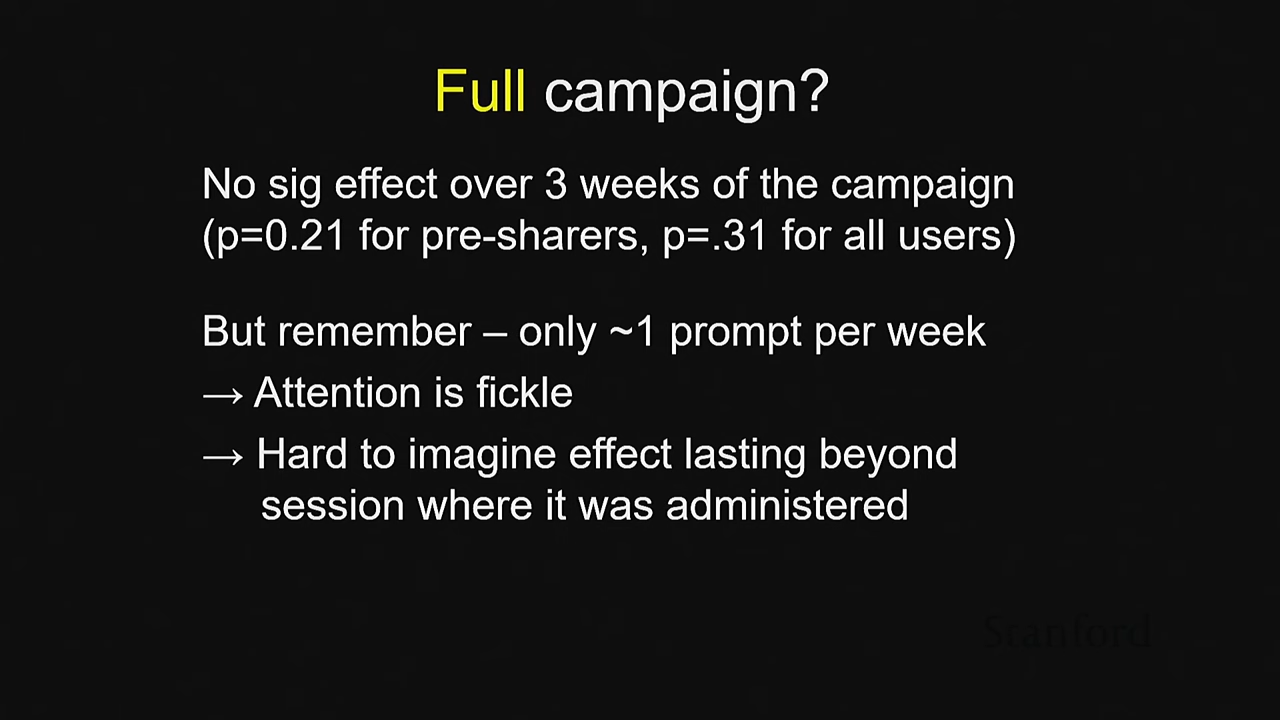 Full campaign?
No sig effect over 3 weeks of the campaign
(p=0.21 for pre-sharers, p=.31 for all users)
But remember – only ~1 prompt per week
→ Attention is fickle
→ Hard to imagine effect lasting beyond
session where it was administered
Stanford